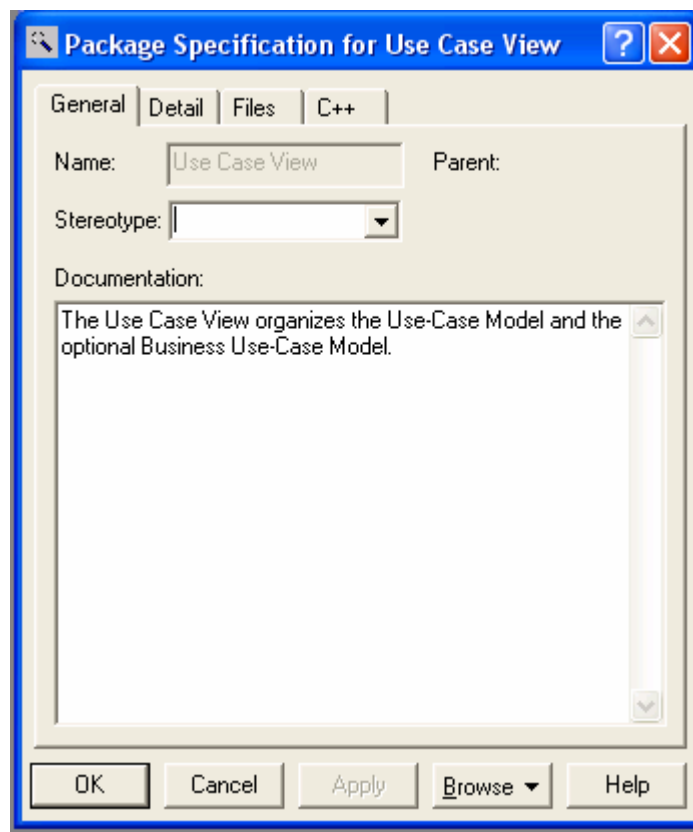 Package Specification for Use Case View
General Detail Files C++
Name: Use Case View Parent:
Stereotype:
Documentation:
The Use Case View organizes the Use-Case Model and the
optional Business Use-Case Model.
OK Cancel Apply Browse Help